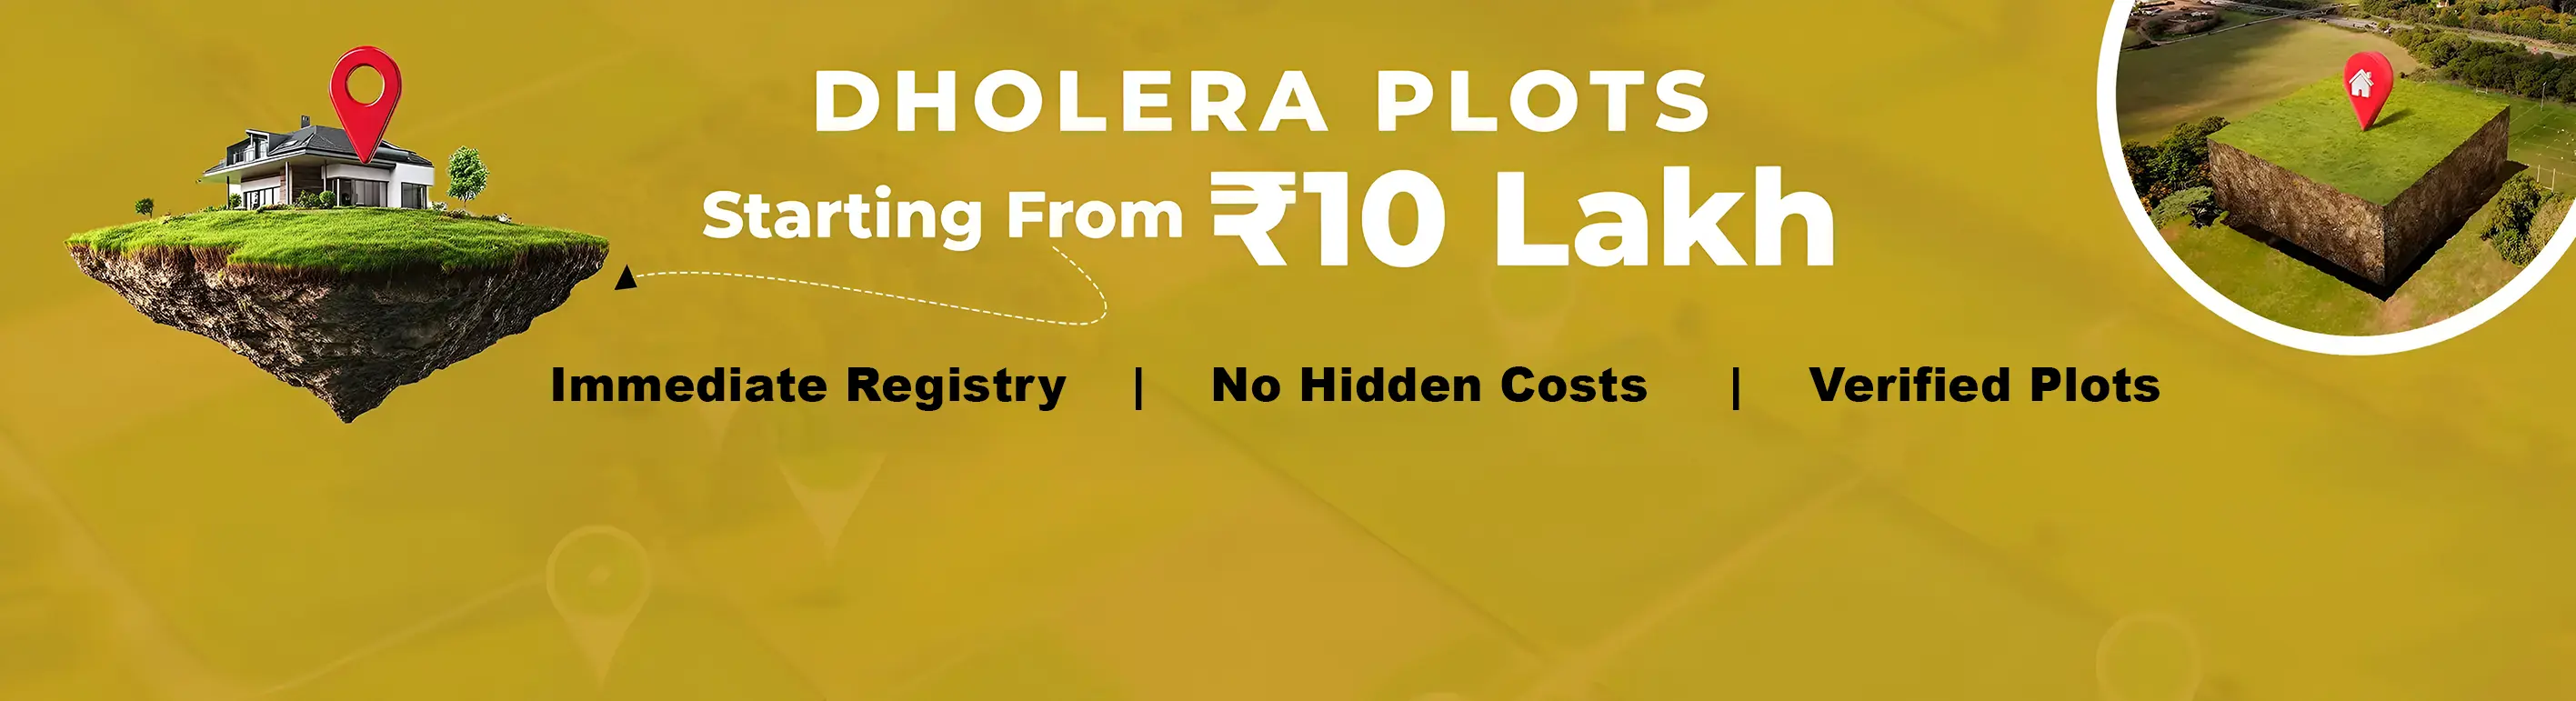 DHOLERA PLOTS
Starting From ₹10 Lakh
Immediate Registry | No Hidden Costs | Verified Plots